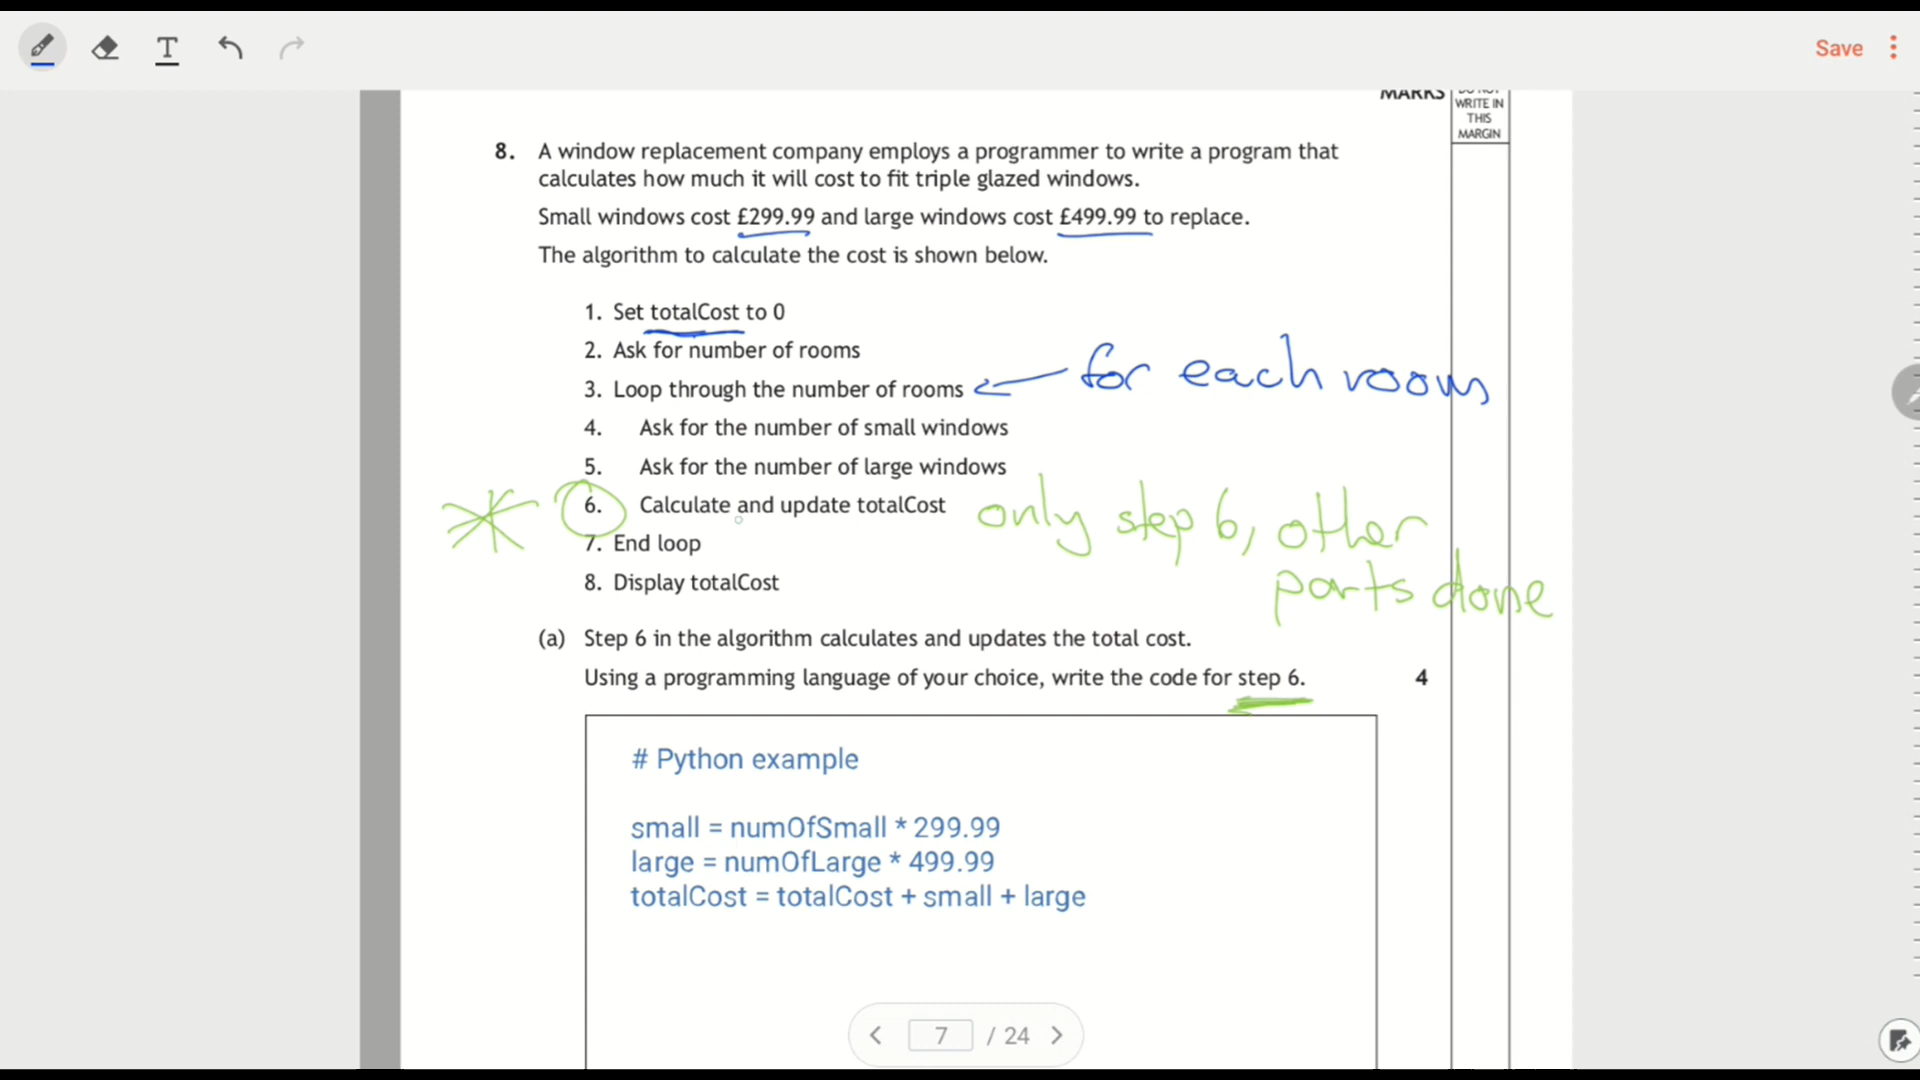 T
Save
MARKS
DO NOT
WRITE IN
THIS
MARGIN
8. A window replacement company employs a programmer to write a program that
calculates how much it will cost to fit triple glazed windows.
Small windows cost £299.99 and large windows cost £499.99 to replace.
The algorithm to calculate the cost is shown below.
1. Set totalCost to 0
2. Ask for number of rooms
3. Loop through the number of rooms
for each room
4. Ask for the number of small windows
5. Ask for the number of large windows
6. Calculate and update totalCost
only step 6, other
parts done
7. End loop
8. Display totalCost
(a) Step 6 in the algorithm calculates and updates the total cost.
Using a programming language of your choice, write the code for step 6. 4
# Python example
small = numOfSmall * 299.99
large = numOfLarge * 499.99
totalCost = totalCost + small + large
7 / 24